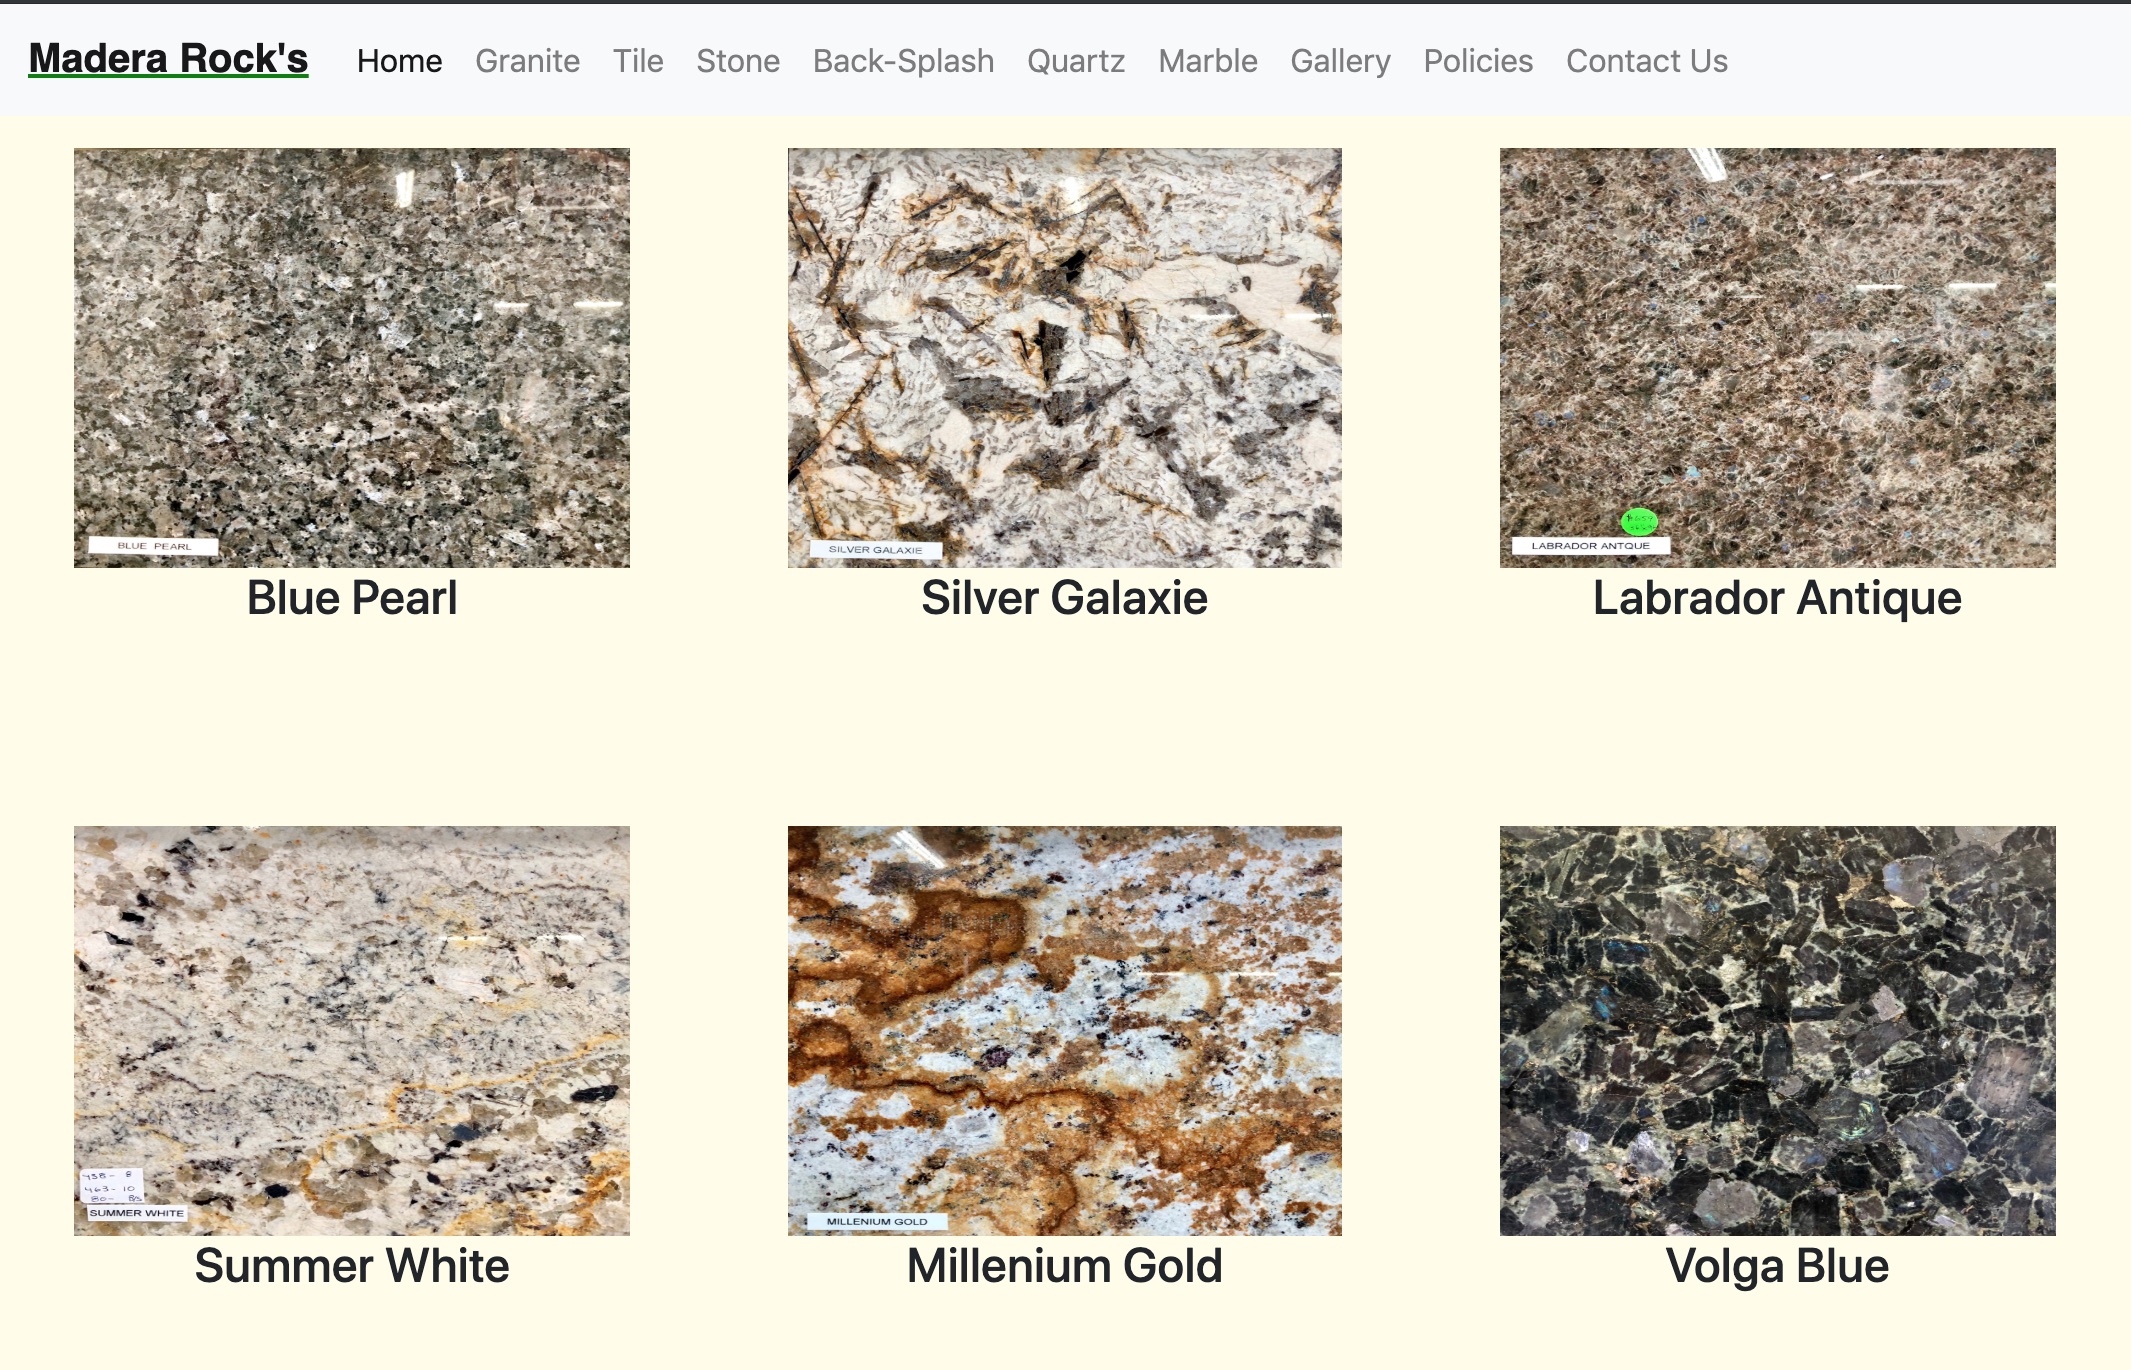 Madera Rock's Home Granite Tile Stone Back-Splash Quartz Marble Gallery Policies Contact Us
BLUE PEARL
SILVER GALAXIE
LABRADOR ANTQUE
Blue Pearl
Silver Galaxie
Labrador Antique
438- 8
463- 10
80- B/S
SUMMER WHITE
MILLENIUM GOLD
Summer White
Millenium Gold
Volga Blue